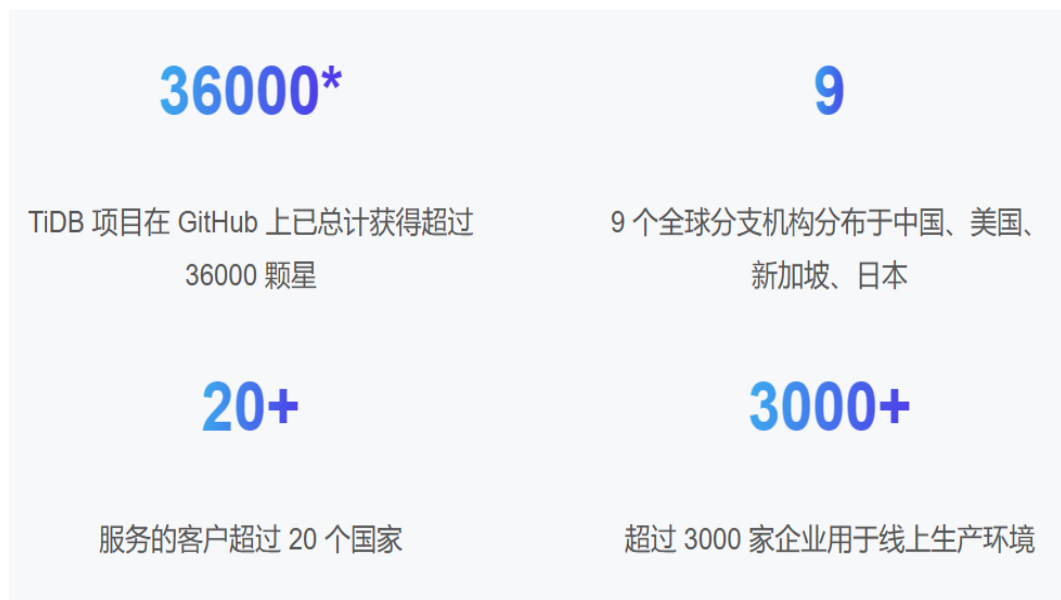 36000*
9
TiDB 项目在 GitHub 上已总计获得超过
36000 颗星
9 个全球分支机构分布于中国、美国、
新加坡、日本
20+
3000+
服务的客户超过 20 个国家
超过 3000 家企业用于线上生产环境